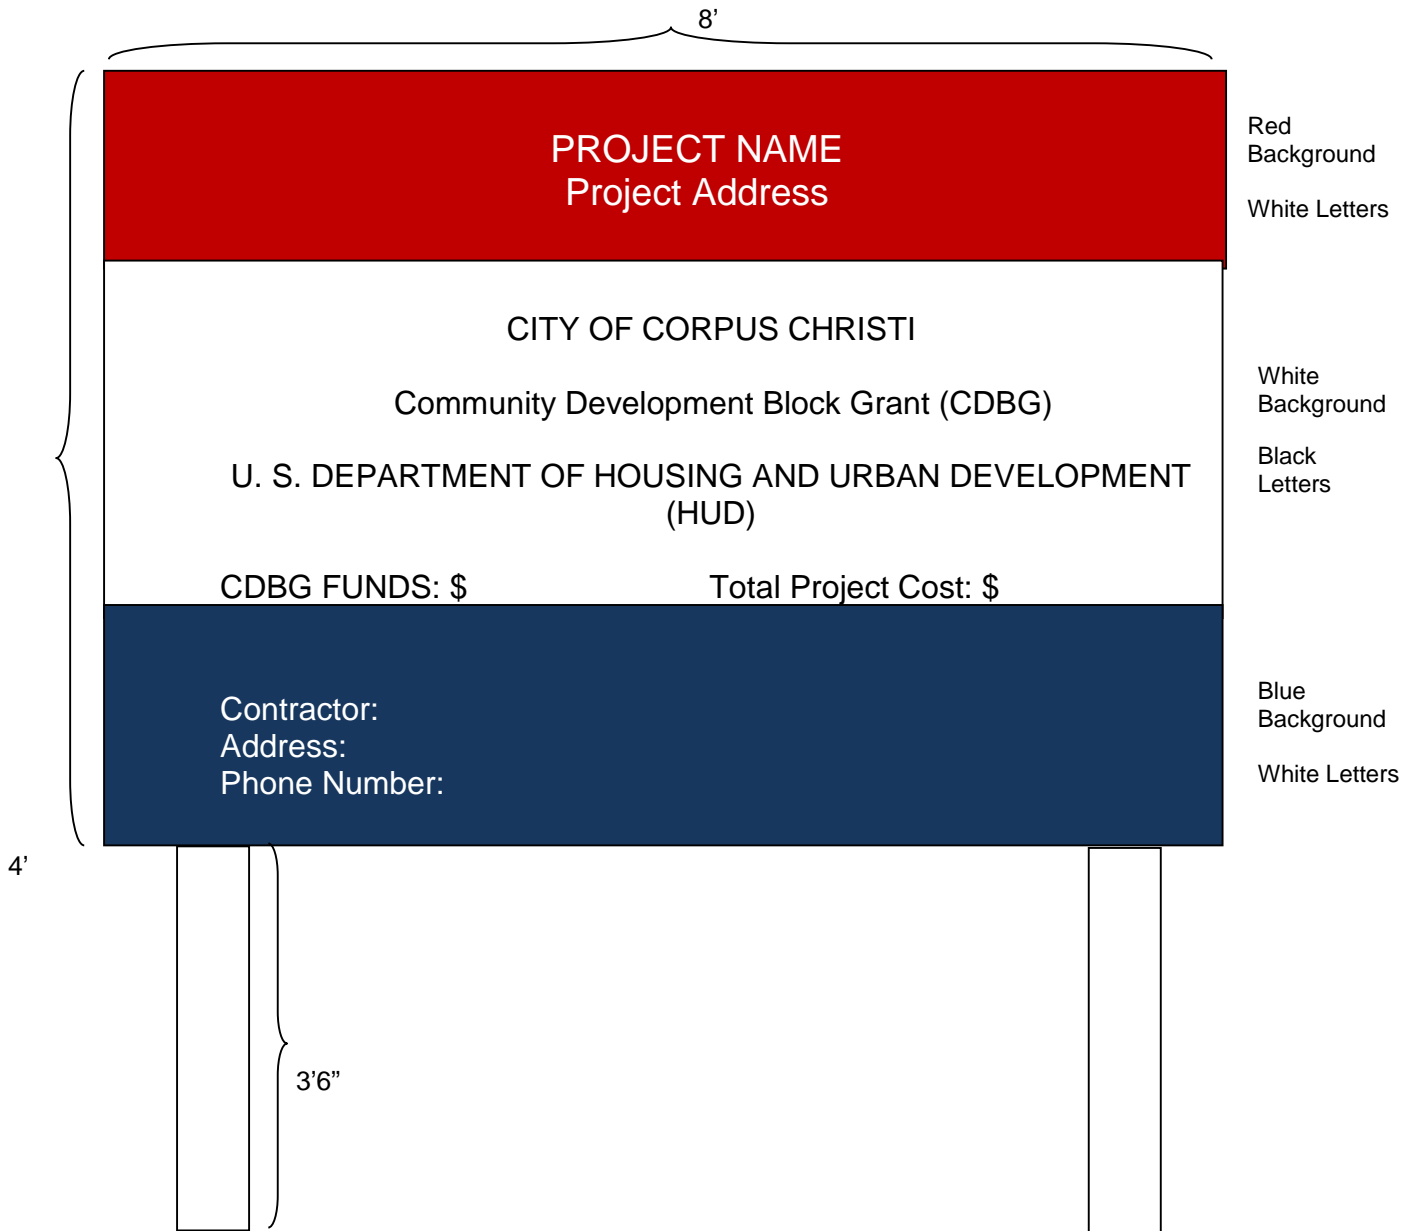 8’
PROJECT NAME
Project Address
Red
Background
White Letters
CITY OF CORPUS CHRISTI
Community Development Block Grant (CDBG)
U. S. DEPARTMENT OF HOUSING AND URBAN DEVELOPMENT
(HUD)
CDBG FUNDS: $ Total Project Cost: $
White
Background
Black
Letters
Contractor:
Address:
Phone Number:
Blue
Background
White Letters
4’
3’6”